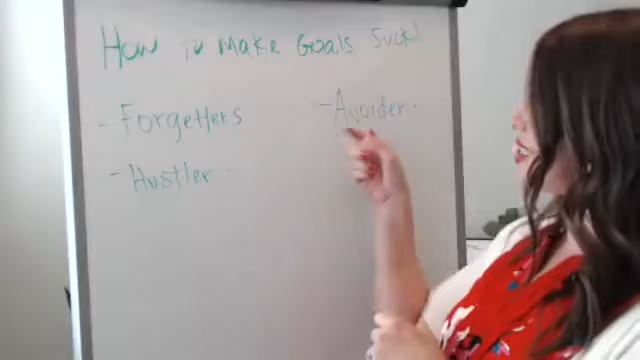 How To Make Goals Suck!
- Forgetters
- Hustler -
- Avoider -